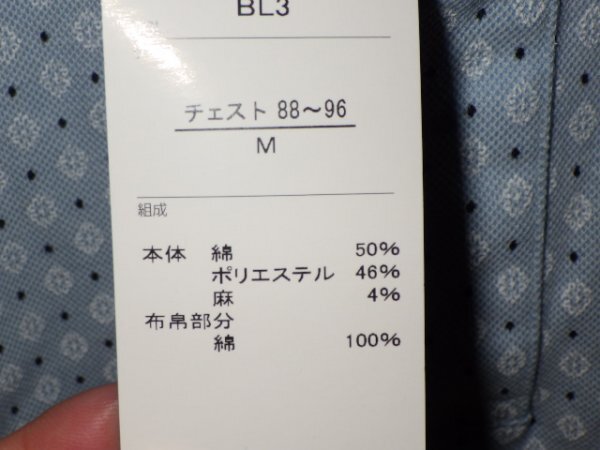 BL3
チェスト 88～96
M
組成
本体 綿 50%
ポリエステル 46%
麻 4%
布帛部分
綿 100%